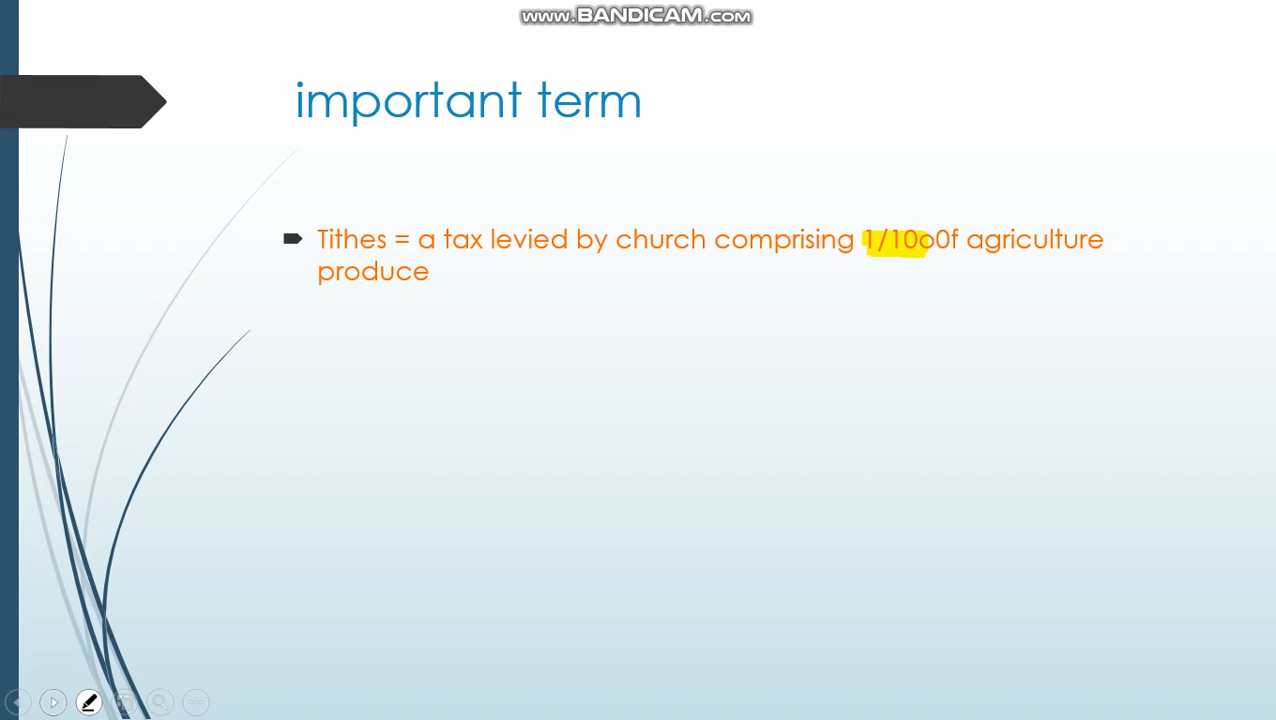 www.BANDICAM.com
important term
Tithes = a tax levied by church comprising 1/10o0f agriculture
produce